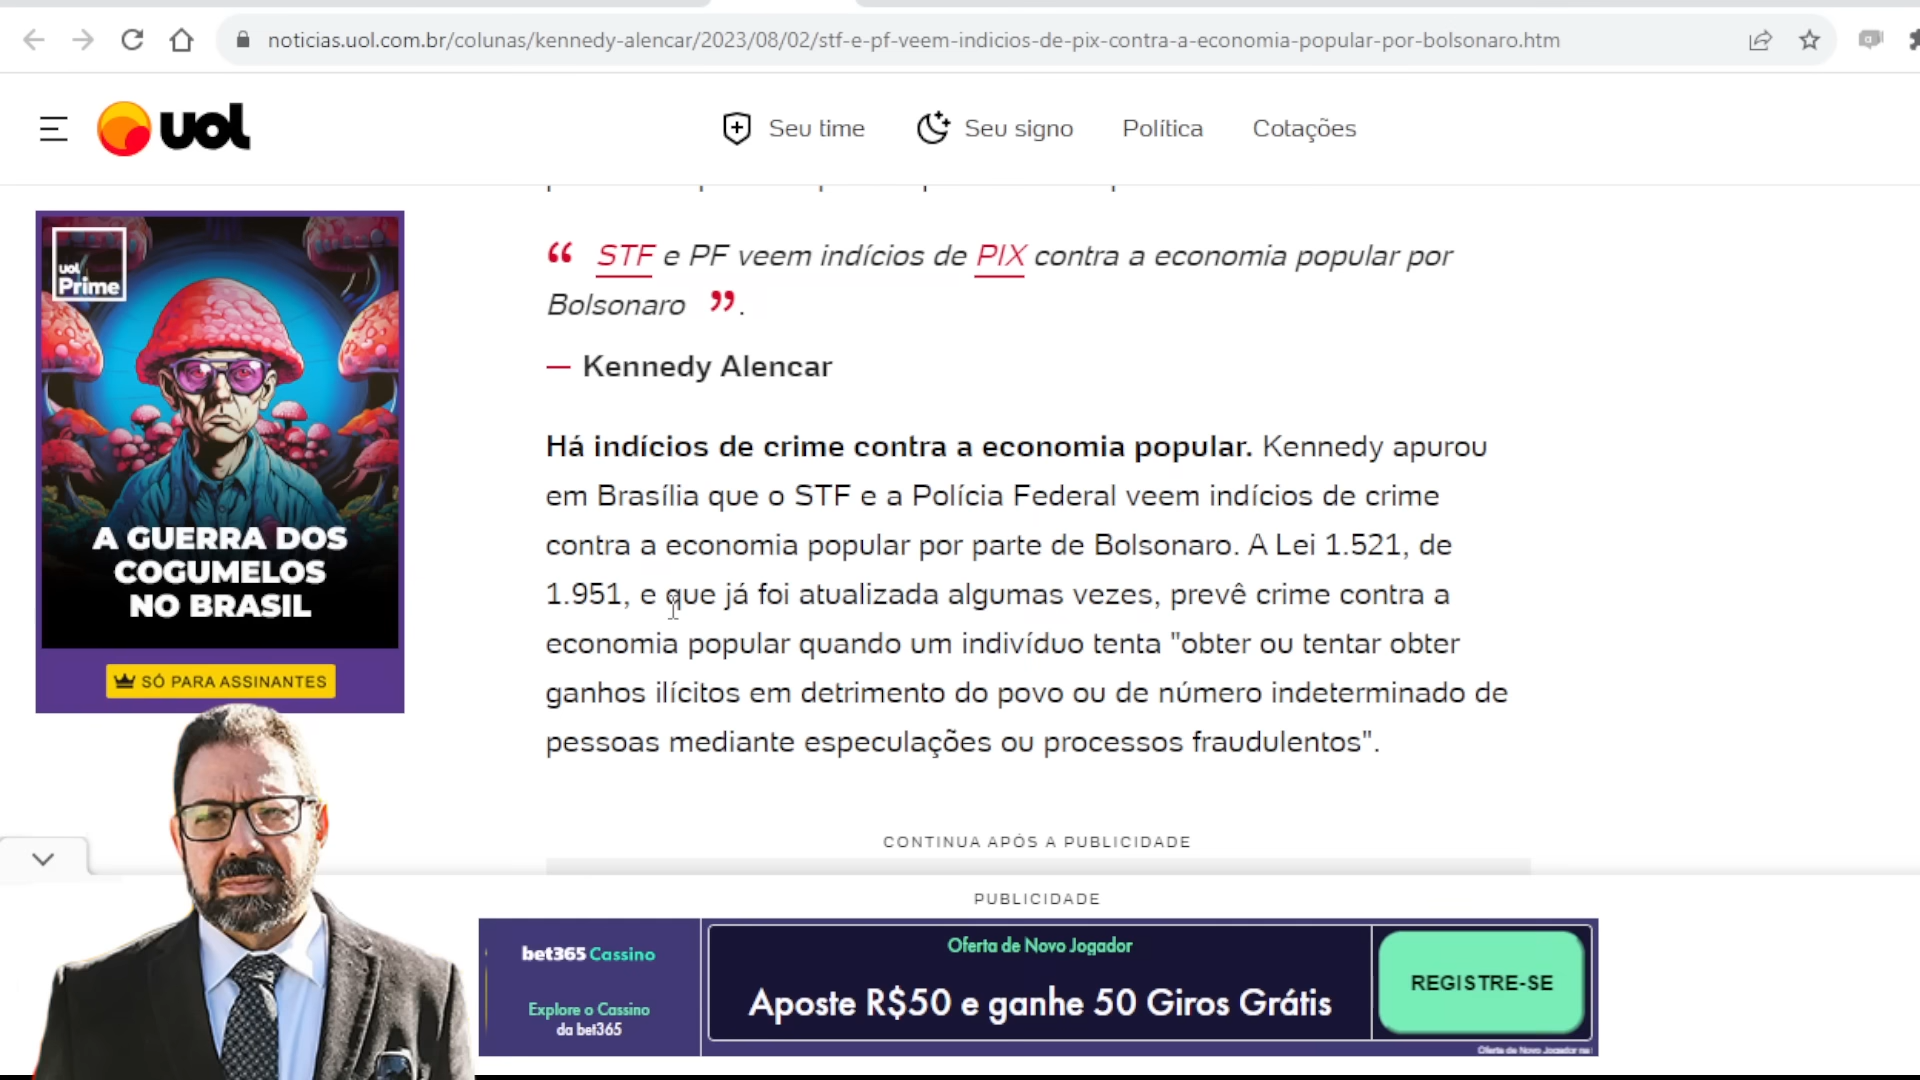 noticias.uol.com.br/colunas/kennedy-alencar/2023/08/02/stf-e-pf-veem-indicios-de-pix-contra-a-economia-popular-por-bolsonaro.htm
uol
Seu time
Seu signo
Política
Cotações
uol
Prime
A GUERRA DOS
COGUMELOS
NO BRASIL
SÓ PARA ASSINANTES
“ STF e PF veem indícios de PIX contra a economia popular por
Bolsonaro ”.
— Kennedy Alencar
Há indícios de crime contra a economia popular. Kennedy apurou
em Brasília que o STF e a Polícia Federal veem indícios de crime
contra a economia popular por parte de Bolsonaro. A Lei 1.521, de
1.951, e que já foi atualizada algumas vezes, prevê crime contra a
economia popular quando um indivíduo tenta "obter ou tentar obter
ganhos ilícitos em detrimento do povo ou de número indeterminado de
pessoas mediante especulações ou processos fraudulentos".
CONTINUA APÓS A PUBLICIDADE
PUBLICIDADE
bet365 Cassino
Explore o Cassino
da bet365
Oferta de Novo Jogador
Aposte R$50 e ganhe 50 Giros Grátis
REGISTRE-SE
Oferta de Novo Jogador na